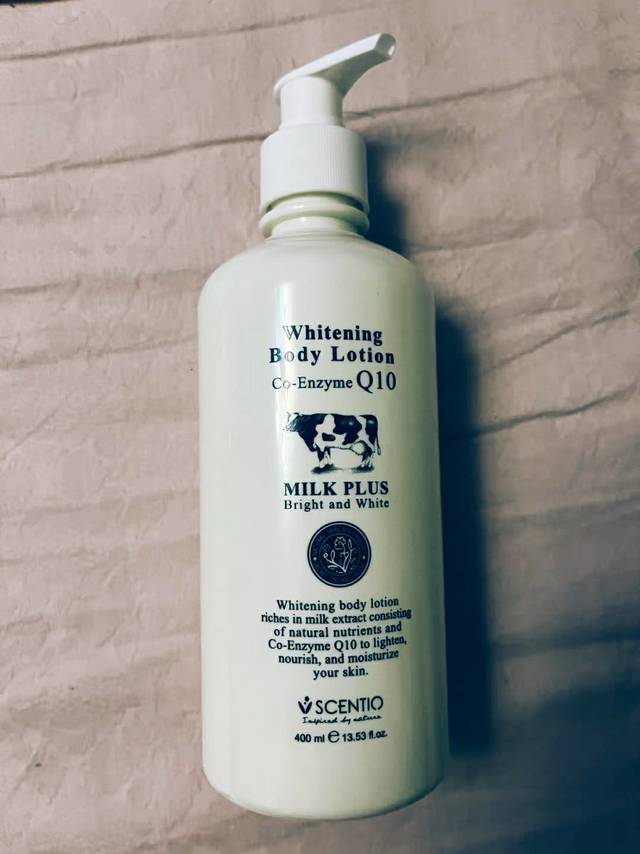 Whitening
Body Lotion
Co-Enzyme Q10
MILK PLUS
Bright and White
Whitening body lotion
riches in milk extract consisting
of natural nutrients and
Co-Enzyme Q10 to lighten,
nourish, and moisturize
your skin.
SCENTIO
Inspired by nature
400 ml ℮ 13.53 fl.oz.